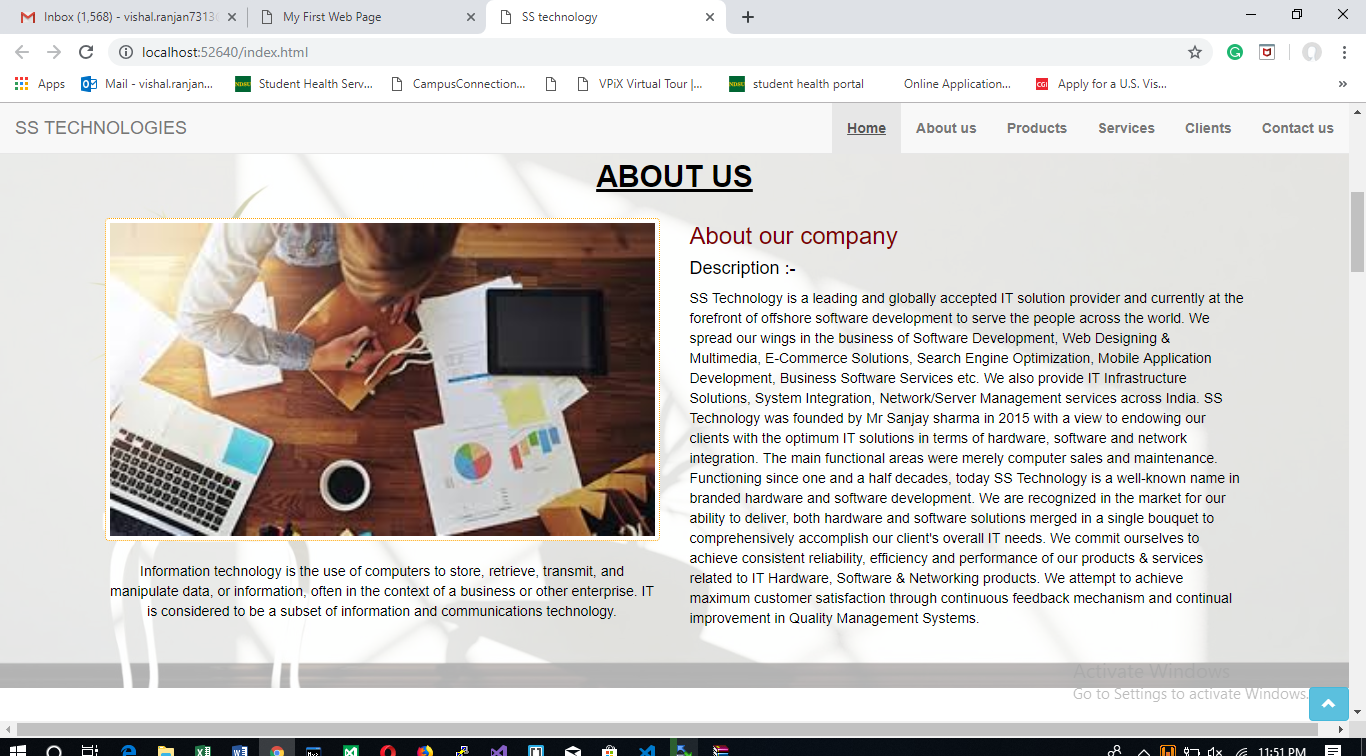 Inbox (1,568) - vishal.ranjan7313
My First Web Page
SS technology
localhost:52640/index.html
Apps
Mail - vishal.ranjan...
Student Health Serv...
CampusConnection...
VPiX Virtual Tour |...
student health portal
Online Application...
CGI
Apply for a U.S. Vis...
»
SS TECHNOLOGIES
Home
About us
Products
Services
Clients
Contact us
ABOUT US
About our company
Description :-
SS Technology is a leading and globally accepted IT solution provider and currently at the
forefront of offshore software development to serve the people across the world. We
spread our wings in the business of Software Development, Web Designing &
Multimedia, E-Commerce Solutions, Search Engine Optimization, Mobile Application
Development, Business Software Services etc. We also provide IT Infrastructure
Solutions, System Integration, Network/Server Management services across India. SS
Technology was founded by Mr Sanjay sharma in 2015 with a view to endowing our
clients with the optimum IT solutions in terms of hardware, software and network
integration. The main functional areas were merely computer sales and maintenance.
Functioning since one and a half decades, today SS Technology is a well-known name in
branded hardware and software development. We are recognized in the market for our
ability to deliver, both hardware and software solutions merged in a single bouquet to
comprehensively accomplish our client's overall IT needs. We commit ourselves to
achieve consistent reliability, efficiency and performance of our products & services
related to IT Hardware, Software & Networking products. We attempt to achieve
maximum customer satisfaction through continuous feedback mechanism and continual
improvement in Quality Management Systems.
Information technology is the use of computers to store, retrieve, transmit, and
manipulate data, or information, often in the context of a business or other enterprise. IT
is considered to be a subset of information and communications technology.
Activate Windows
Go to Settings to activate Windows.
11:51 PM